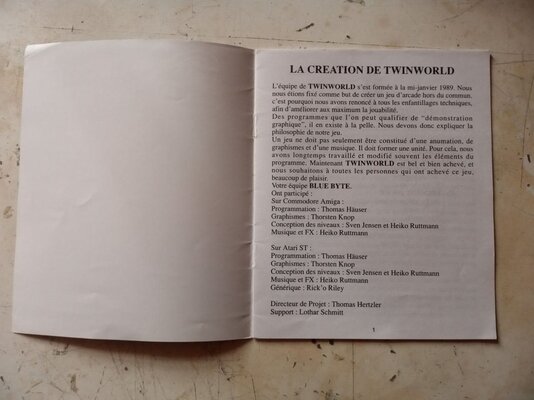 LA CREATION DE TWINWORLD
L'équipe de TWINWORLD s'est formée à la mi-janvier 1989. Nous
nous étions fixé comme but de créer un jeu d'arcade hors du commun.
c'est pourquoi nous avons renoncé à tous les enfantillages techniques,
afin d'améliorer aux maximum la jouabilité.
Des programmes que l'on peut qualifier de "démonstration
graphique", il en existe à la pelle. Nous devons donc expliquer la
philosophie de notre jeu.
Un jeu ne doit pas seulement être constitué d'une anumation, de
graphismes et d'une musique. Il doit former une unité. Pour cela, nous
avons longtemps travaillé et modifié souvent les éléments du
programme. Maintenant TWINWORLD est bel et bien achevé, et
nous souhaitons à toutes les personnes qui ont achevé ce jeu,
beaucoup de plaisir.
Votre équipe BLUE BYTE.
Ont participé :
Sur Commodore Amiga :
Programmation : Thomas Häuser
Graphismes : Thorsten Knop
Conception des niveaux : Sven Jensen et Heiko Ruttmann
Musique et FX : Heiko Ruttmann
Sur Atari ST :
Programmation : Thomas Häuser
Graphismes : Thorsten Knop
Conception des niveaux : Sven Jensen et Heiko Ruttmann
Musique et FX : Heiko Ruttmann
Générique : Rick'o Riley
Directeur de Projet : Thomas Hertzler
Support : Lothar Schmitt
1